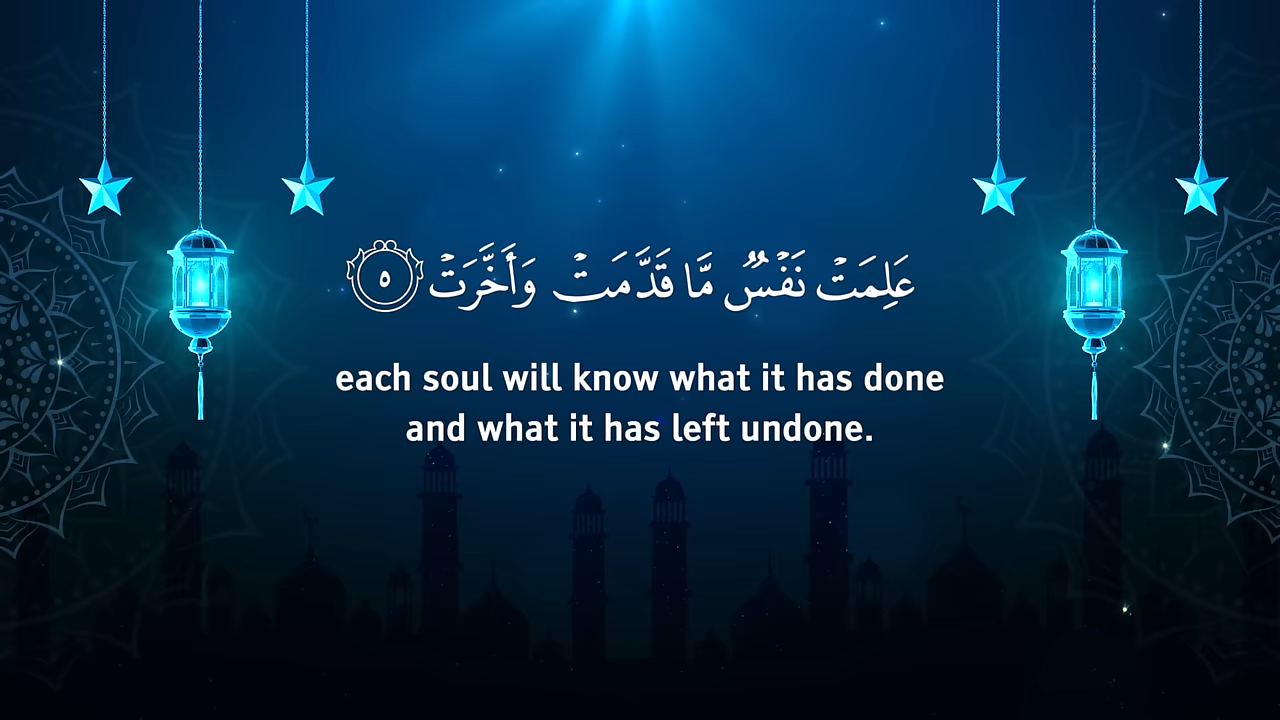 عَلِمَتْ نَفْسٌ مَّا قَدَّمَتْ وَأَخَّرَتْ ٥
each soul will know what it has done
and what it has left undone.